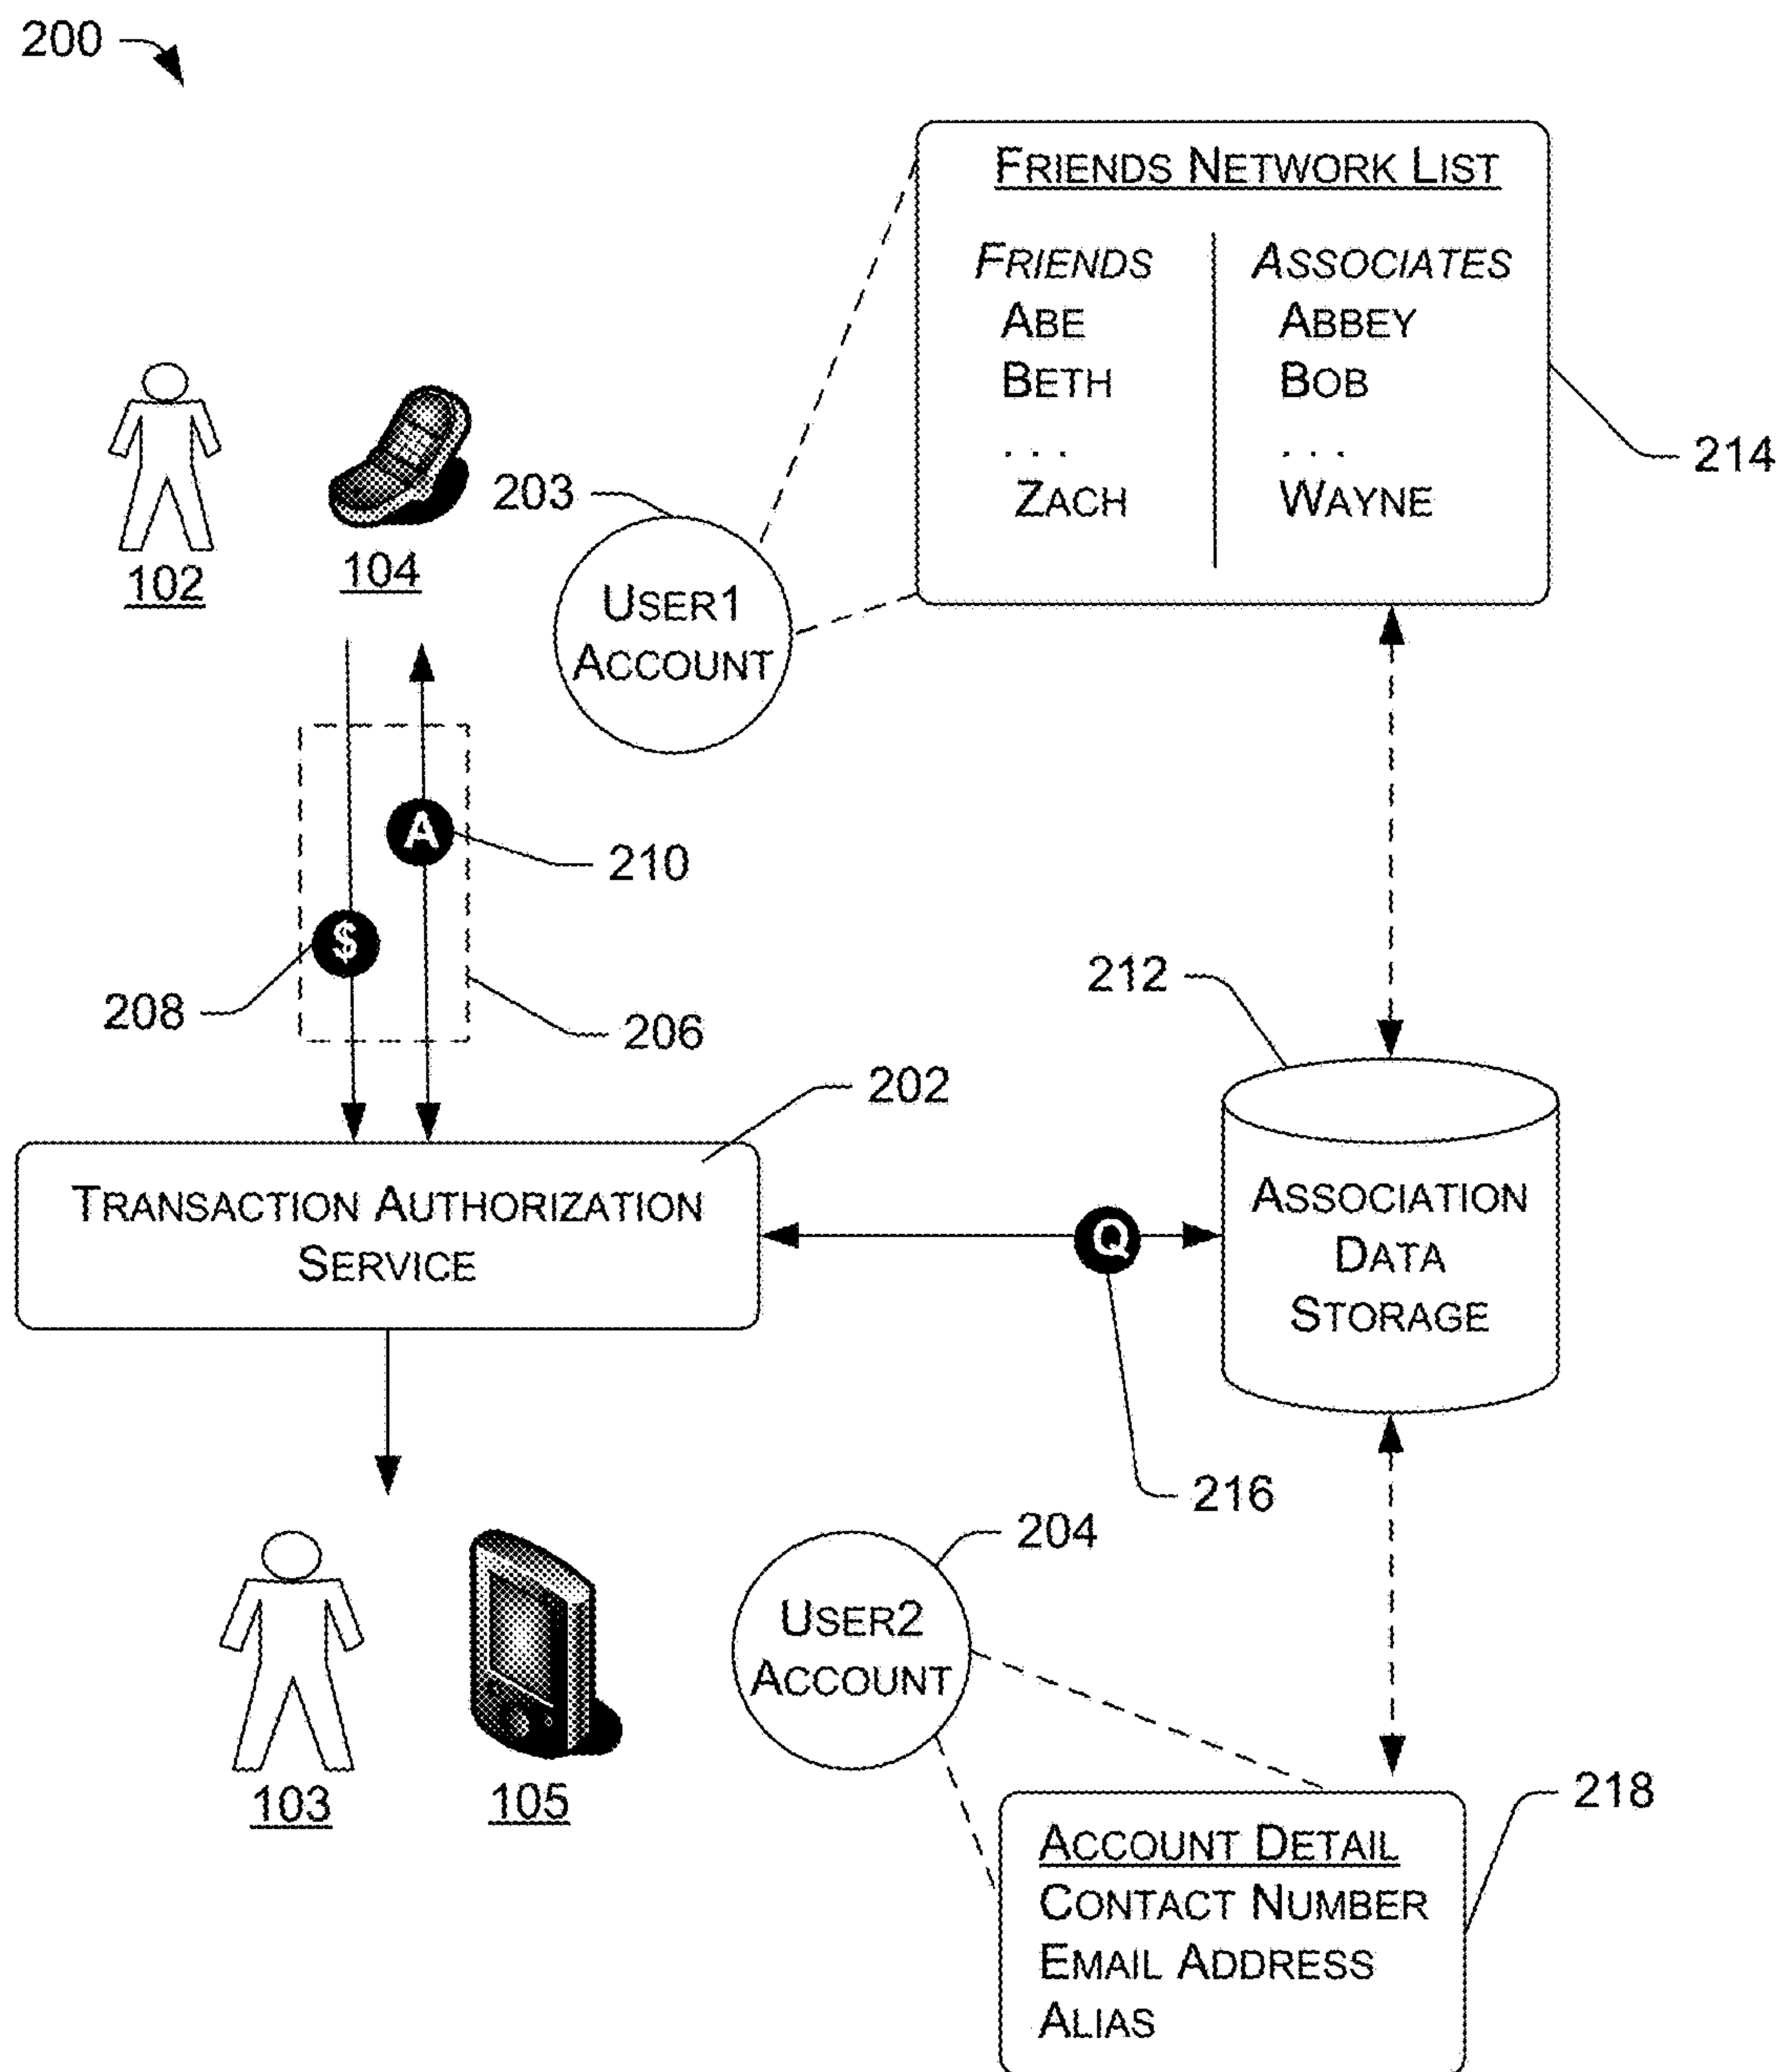 200
FRIENDS NETWORK LIST
FRIENDS
ABE
BETH
. . .
ZACH
ASSOCIATES
ABBEY
BOB
. . .
WAYNE
214
102
104
203
USER1
ACCOUNT
A
210
$
208
206
212
202
TRANSACTION AUTHORIZATION
SERVICE
Q
ASSOCIATION
DATA
STORAGE
216
204
USER2
ACCOUNT
103
105
218
ACCOUNT DETAIL
CONTACT NUMBER
EMAIL ADDRESS
ALIAS